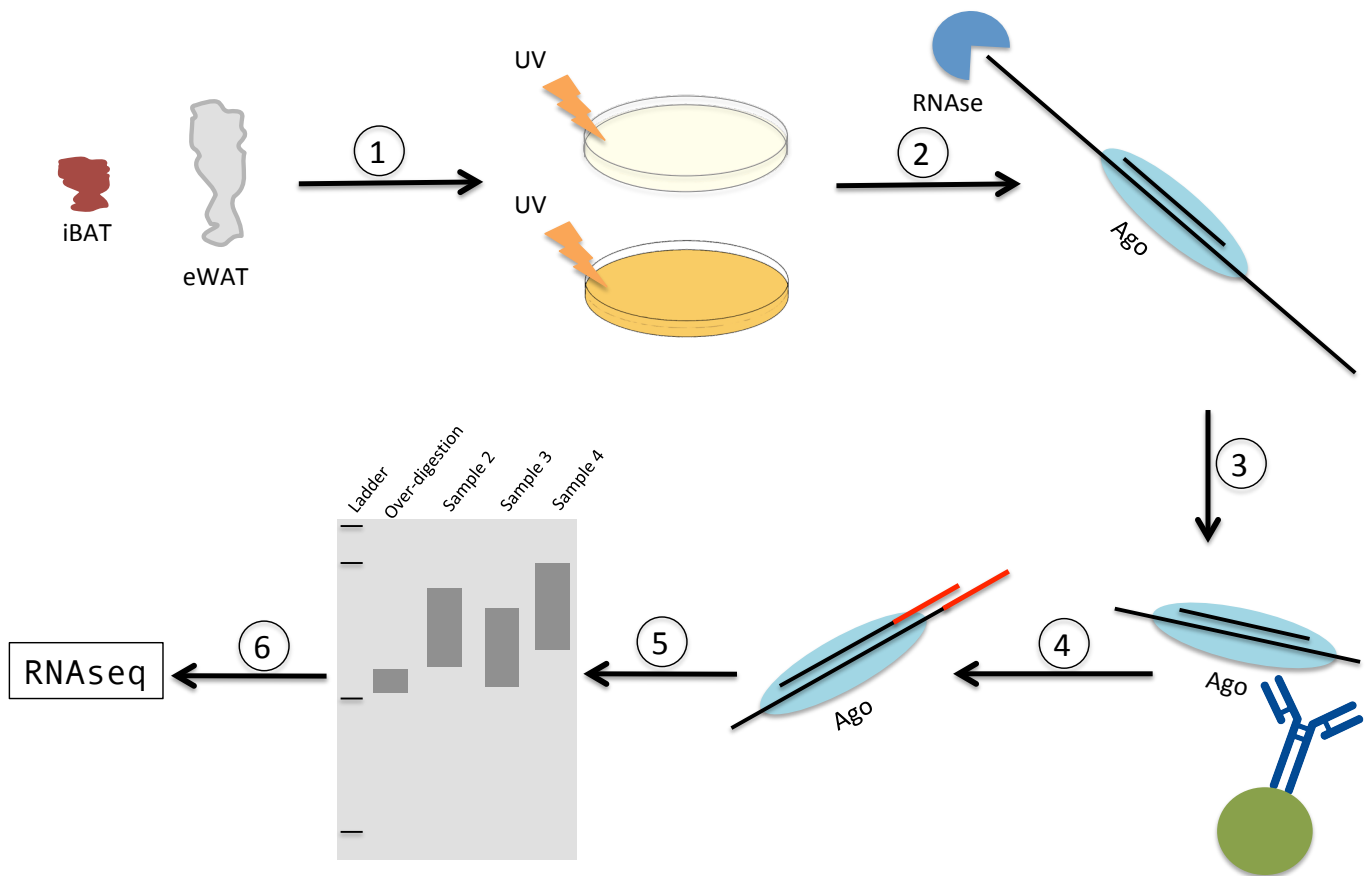 iBAT
eWAT
1
UV
UV
2
RNAse
Ago
3
Ago
4
Ago
5
Ladder
Over-digestion
Sample 2
Sample 3
Sample 4
6
RNAseq